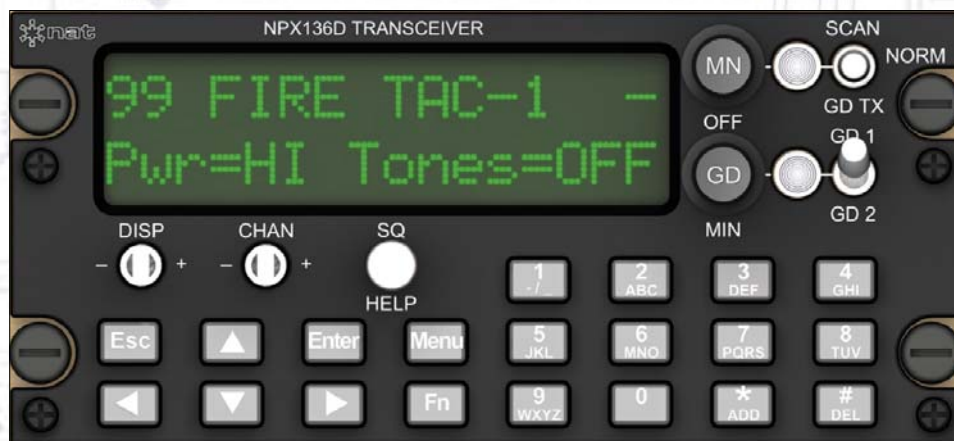 nat
NPX136D TRANSCEIVER
SCAN
NORM
MN
99 FIRE TAC-1 -
Pwr=HI Tones=OFF
OFF
GD TX
GD 1
GD
GD 2
MIN
DISP
CHAN
SQ
- +
- +
HELP
1 2 3 4
-/_ ABC DEF GHI
Esc ▲ Enter Menu
5 6 7 8
JKL MNO PQRS TUV
◀ ▼ ▶ Fn
9 0 * #
WXYZ ADD DEL